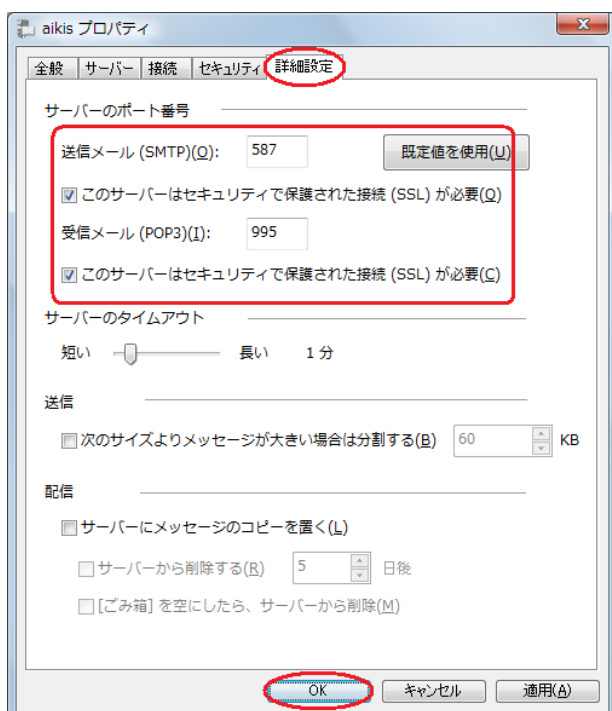 aikis プロパティ
全般 サーバー 接続 セキュリティ 詳細設定
サーバーのポート番号
送信メール (SMTP)(O): 587 既定値を使用(U)
このサーバーはセキュリティで保護された接続 (SSL) が必要(Q)
受信メール (POP3)(I): 995
このサーバーはセキュリティで保護された接続 (SSL) が必要(C)
サーバーのタイムアウト
短い 長い 1 分
送信
次のサイズよりメッセージが大きい場合は分割する(B) 60 KB
配信
サーバーにメッセージのコピーを置く(L)
サーバーから削除する(R) 5 日後
[ごみ箱] を空にしたら、サーバーから削除(M)
OK キャンセル 適用(A)